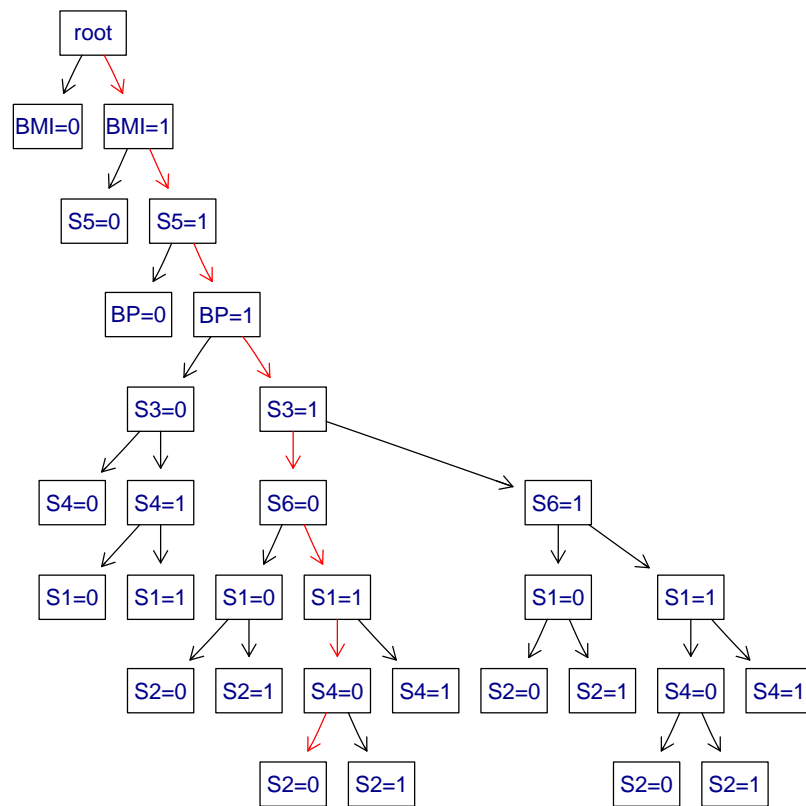 root
BMI=0 BMI=1
S5=0 S5=1
BP=0 BP=1
S3=0 S3=1
S4=0 S4=1 S6=0 S6=1
S1=0 S1=1 S1=0 S1=1 S1=0 S1=1
S2=0 S2=1 S4=0 S4=1 S2=0 S2=1 S4=0 S4=1
S2=0 S2=1 S2=0 S2=1